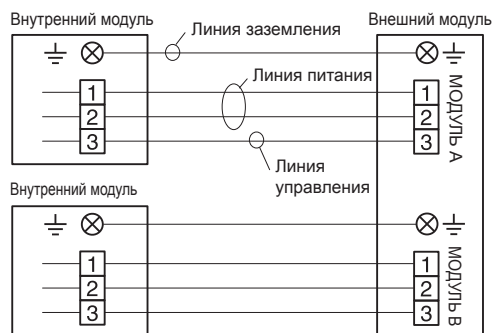 Внутренний модуль
Внешний модуль
Линия заземления
Линия питания
1
2
3
1
2
3
МОДУЛЬ A
Линия
управления
Внутренний модуль
1
2
3
1
2
3
МОДУЛЬ B